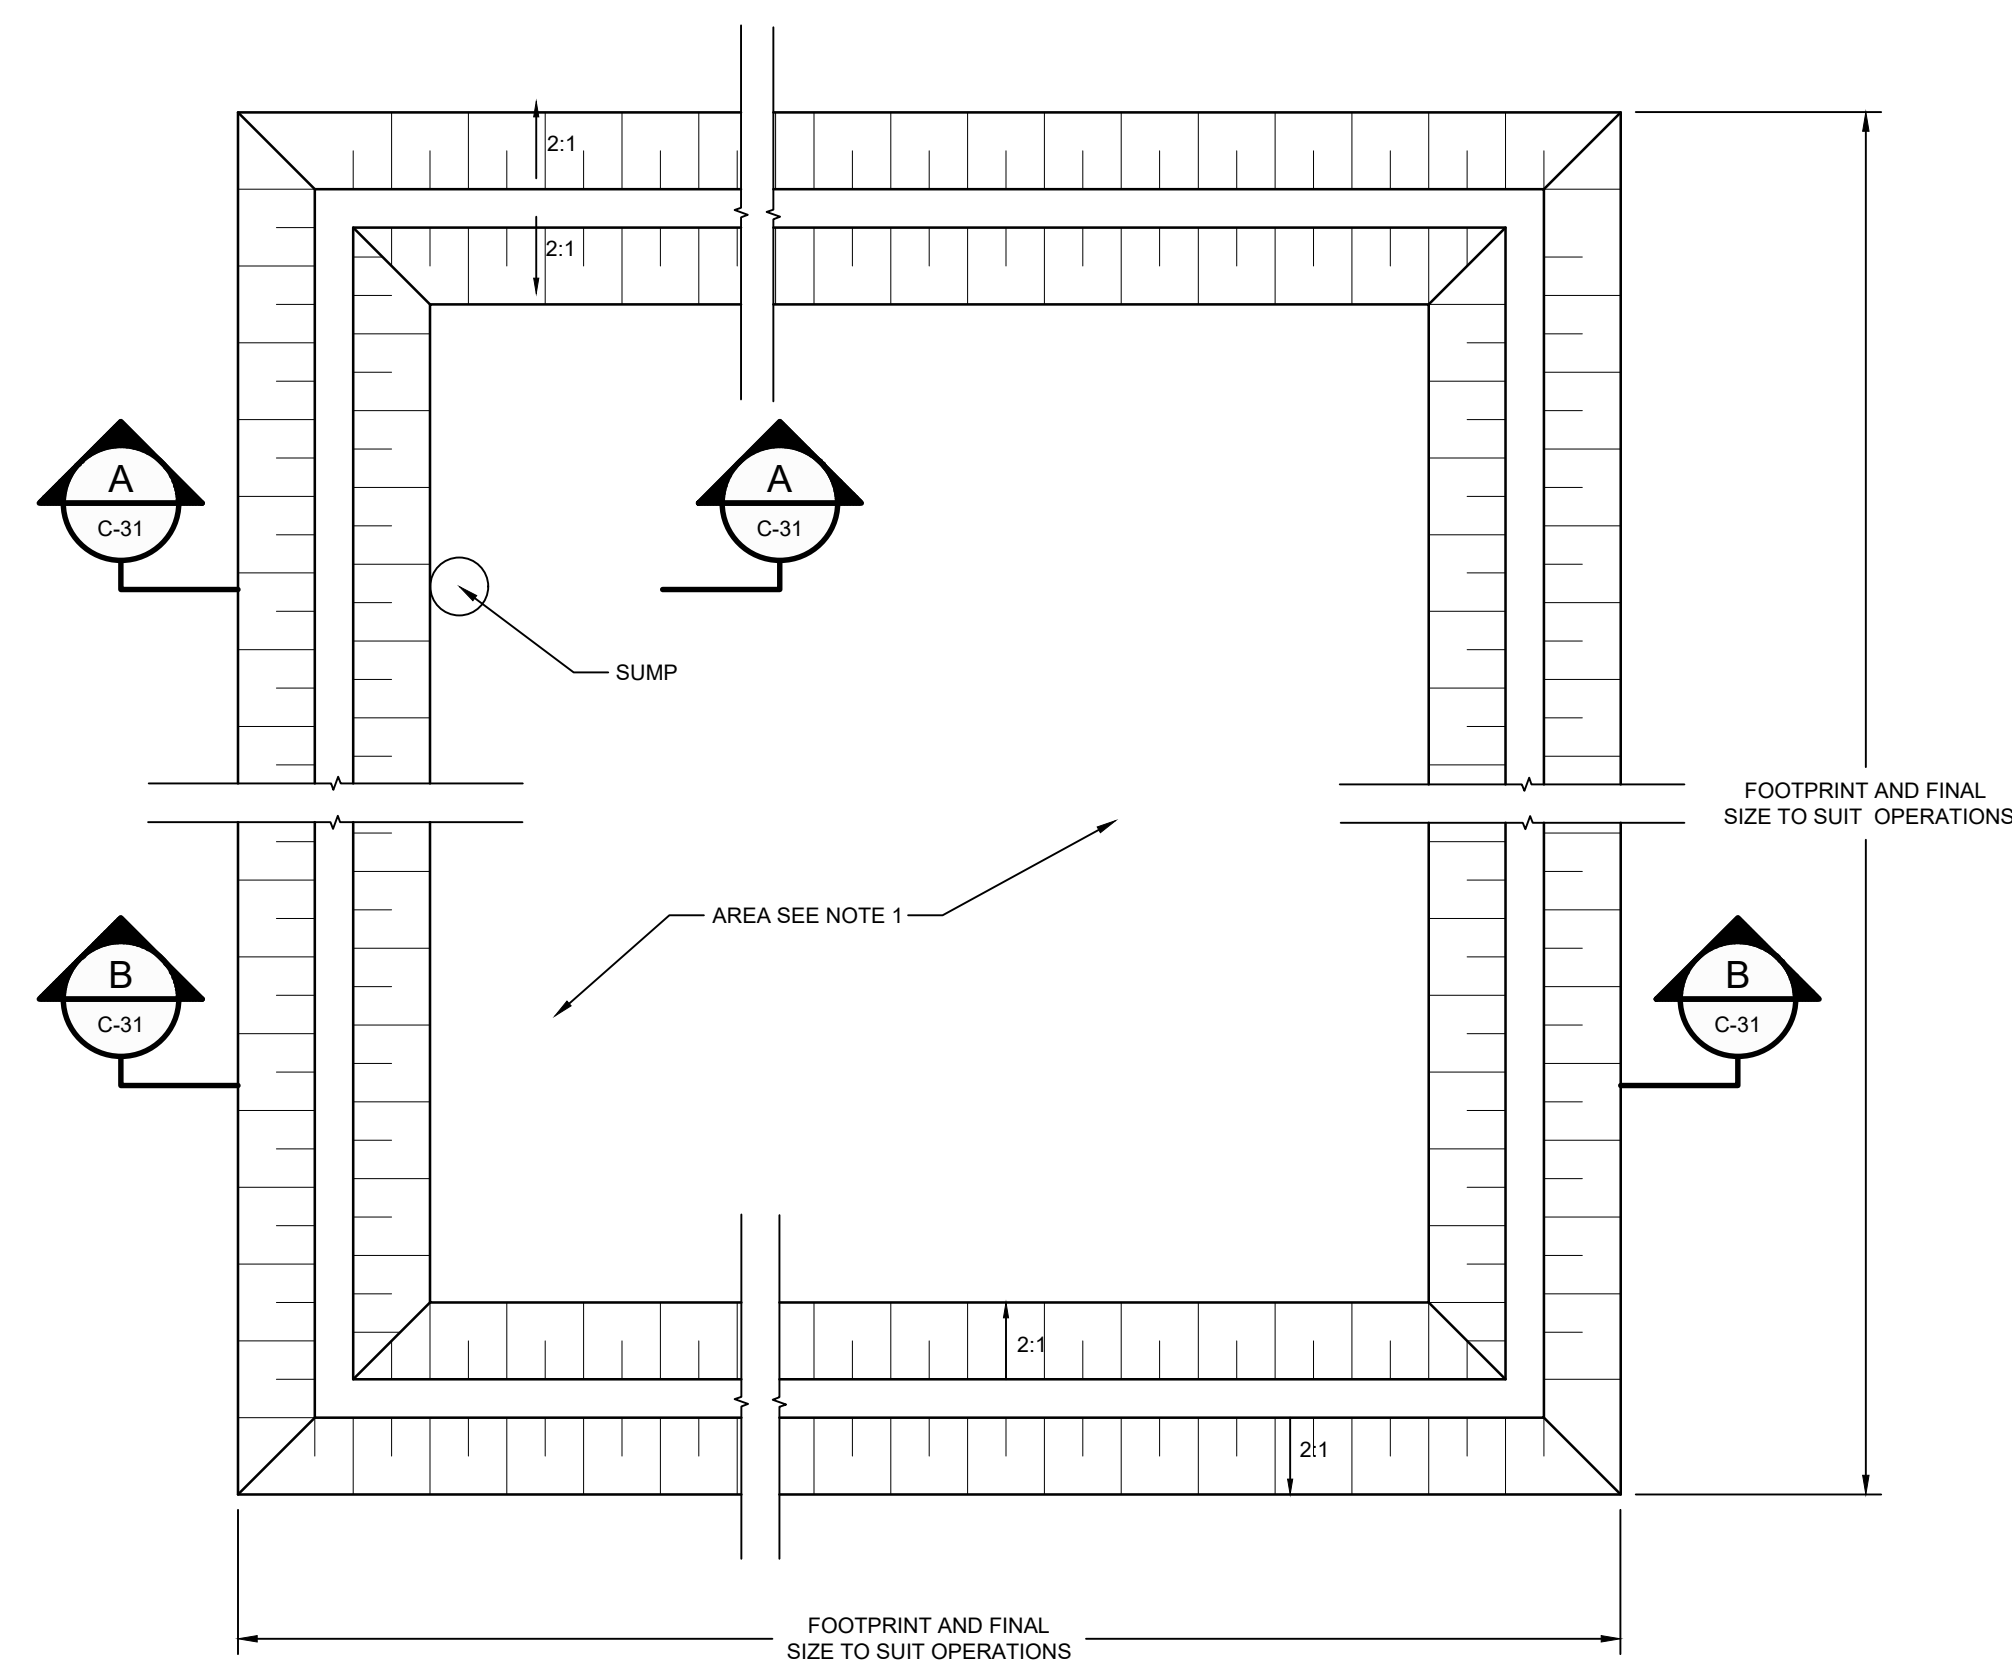 2:1
2:1
A
C-31
A
C-31
SUMP
FOOTPRINT AND FINAL
SIZE TO SUIT OPERATIONS
AREA SEE NOTE 1
B
C-31
B
C-31
2:1
2:1
FOOTPRINT AND FINAL
SIZE TO SUIT OPERATIONS